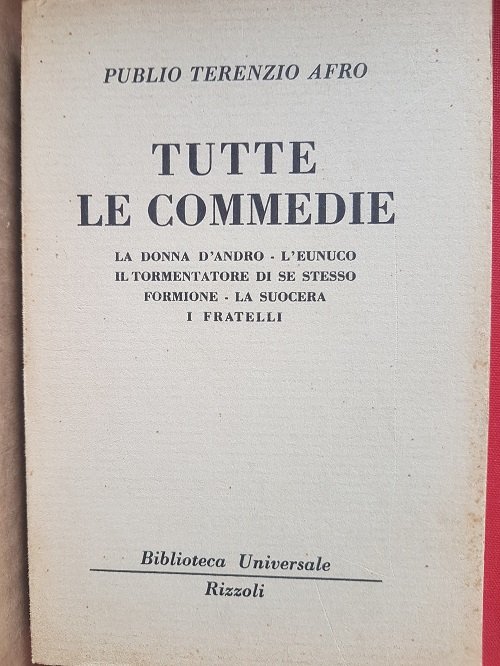 PUBLIO TERENZIO AFRO
TUTTE
LE COMMEDIE
LA DONNA D'ANDRO - L'EUNUCO
IL TORMENTATORE DI SE STESSO
FORMIONE - LA SUOCERA
I FRATELLI
Biblioteca Universale
Rizzoli